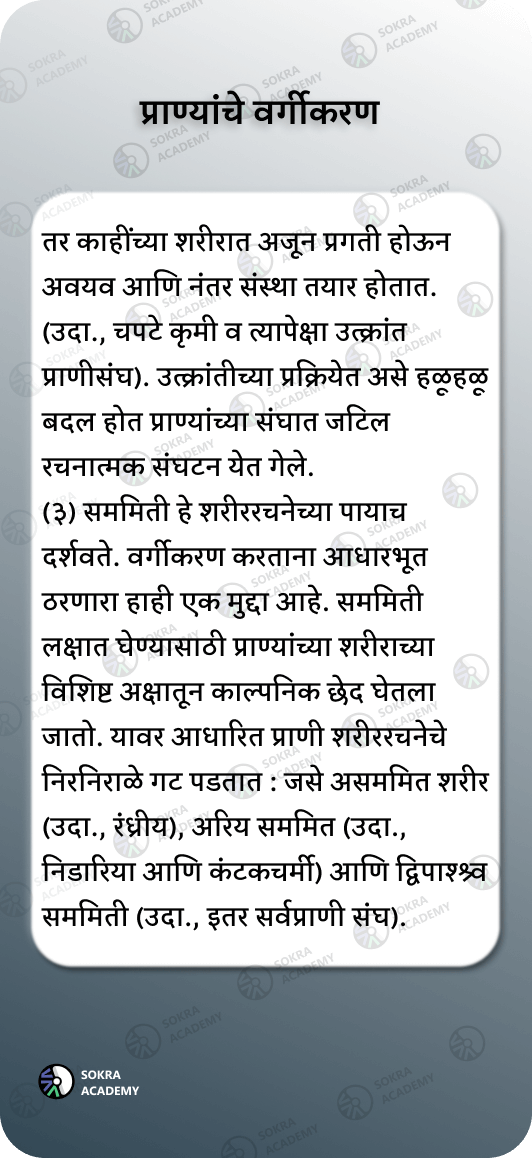 प्राण्यांचे वर्गीकरण
तर काहींच्या शरीरात अजून प्रगती होऊन
अवयव आणि नंतर संस्था तयार होतात.
(उदा., चपटे कृमी व त्यापेक्षा उत्क्रांत
प्राणीसंघ). उत्क्रांतीच्या प्रक्रियेत असे हळूहळू
बदल होत प्राण्यांच्या संघात जटिल
रचनात्मक संघटन येत गेले.
(३) सममिती हे शरीररचनेच्या पायाच
दर्शवते. वर्गीकरण करताना आधारभूत
ठरणारा हाही एक मुद्दा आहे. सममिती
लक्षात घेण्यासाठी प्राण्यांच्या शरीराच्या
विशिष्ट अक्षातून काल्पनिक छेद घेतला
जातो. यावर आधारित प्राणी शरीररचनेचे
निरनिराळे गट पडतात : जसे असममित शरीर
(उदा., रंध्रीय), अरिय सममित (उदा.,
निडारिया आणि कंटकचर्मी) आणि द्विपाश्श्र्व
सममिती (उदा., इतर सर्वप्राणी संघ).
SOKRA
ACADEMY